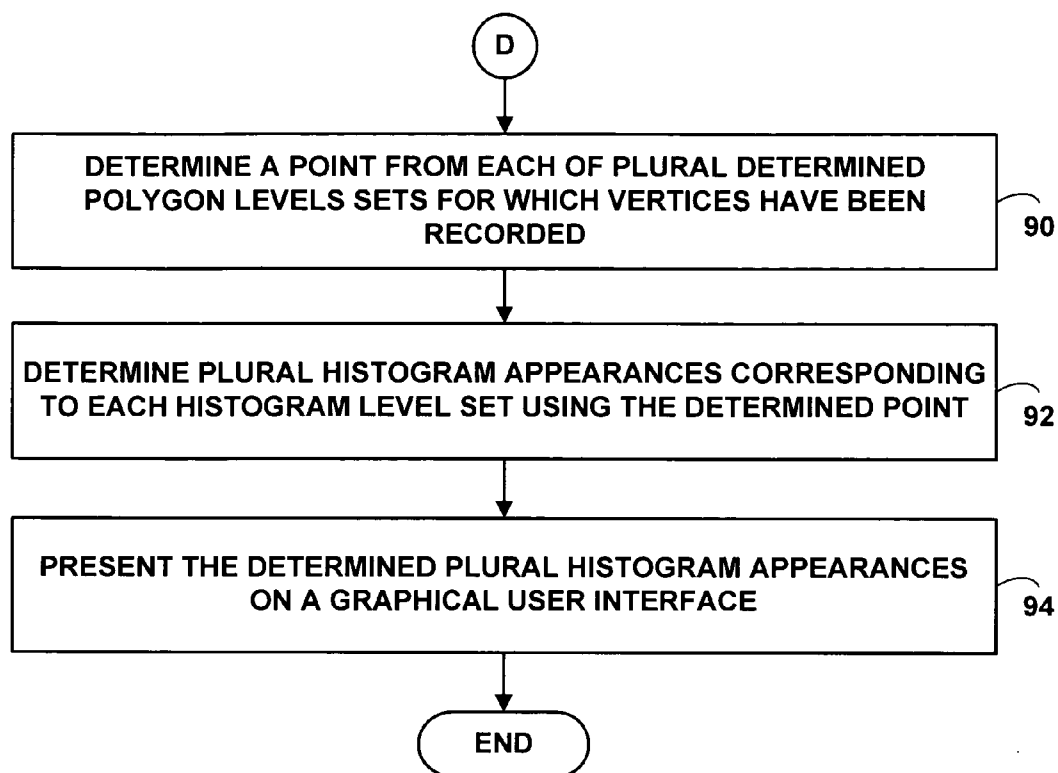 D
DETERMINE A POINT FROM EACH OF PLURAL DETERMINED
POLYGON LEVELS SETS FOR WHICH VERTICES HAVE BEEN
RECORDED
90
DETERMINE PLURAL HISTOGRAM APPEARANCES CORRESPONDING
TO EACH HISTOGRAM LEVEL SET USING THE DETERMINED POINT
92
PRESENT THE DETERMINED PLURAL HISTOGRAM APPEARANCES
ON A GRAPHICAL USER INTERFACE
94
END